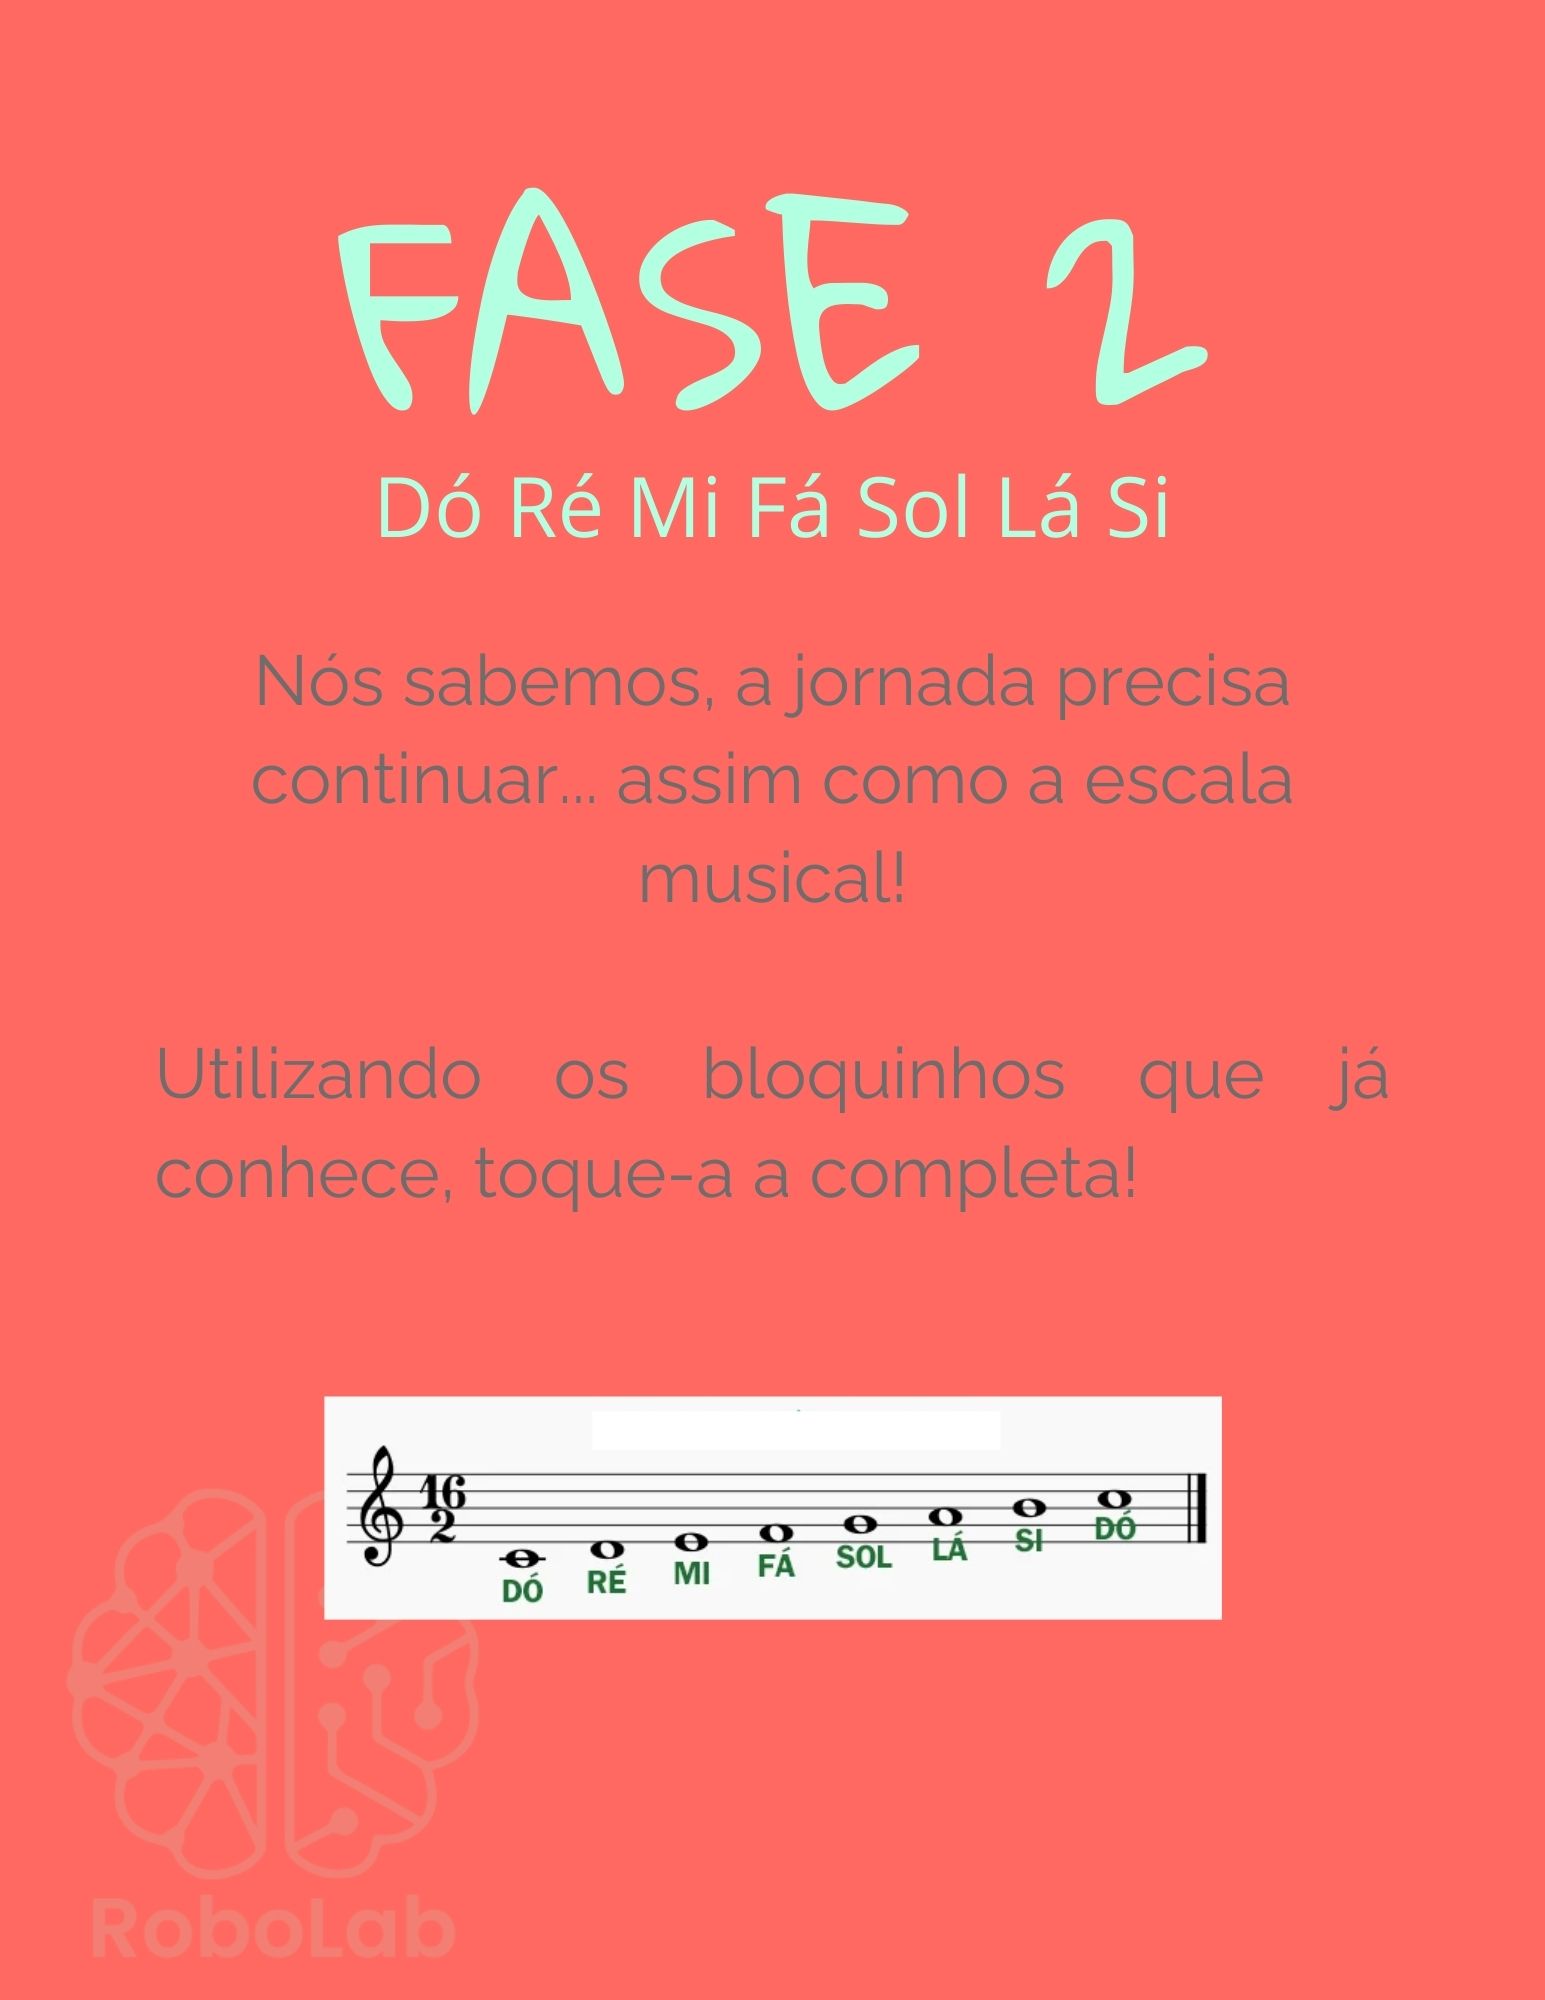 FASE 2
Dó Ré Mi Fá Sol Lá Si
Nós sabemos, a jornada precisa
continuar... assim como a escala
musical!
Utilizando os bloquinhos que já
conhece, toque-a a completa!
16
2
DÓ RÉ MI FÁ SOL LÁ SI DÓ
RoboLab